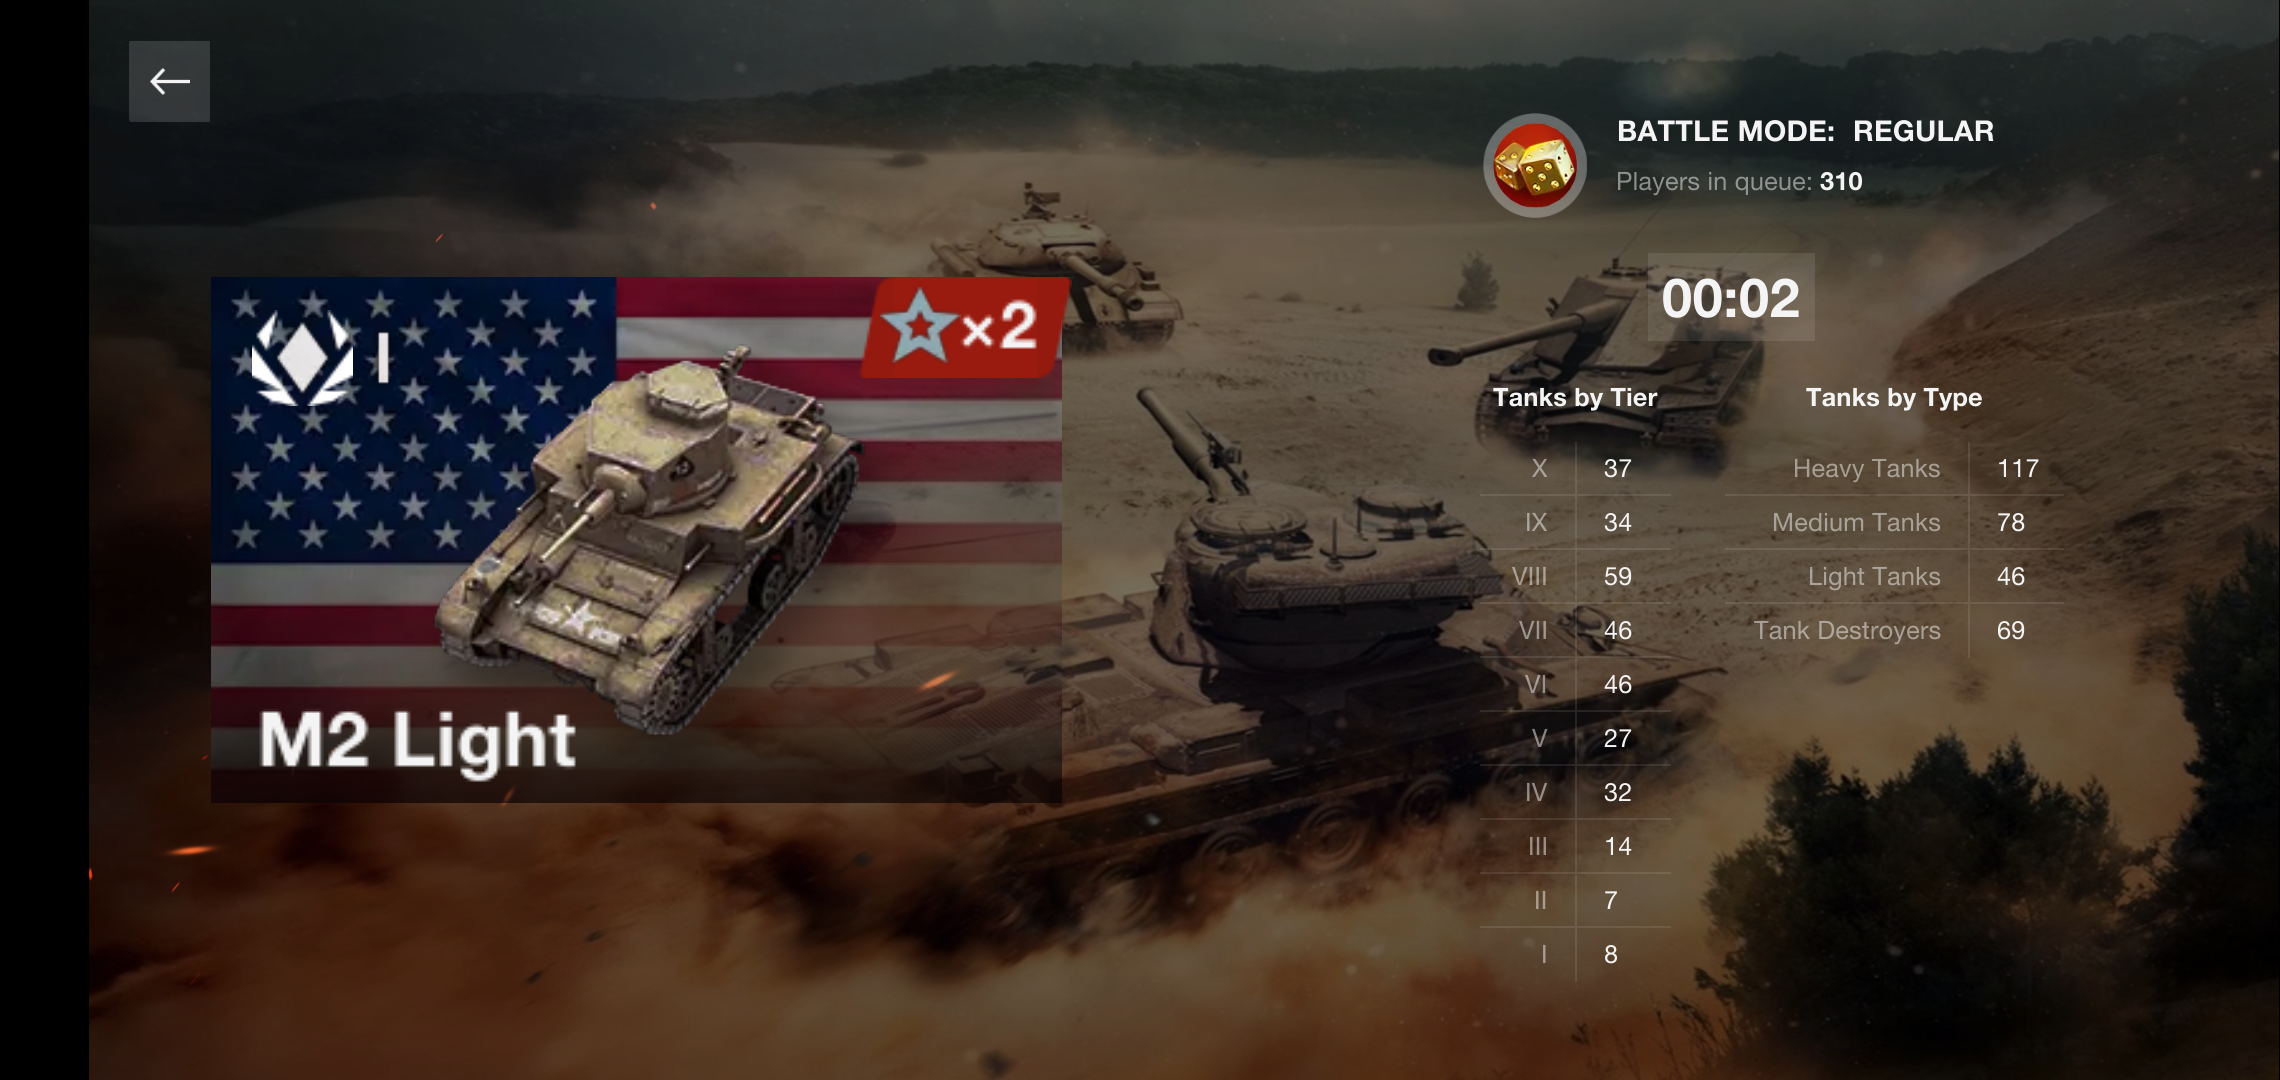 BATTLE MODE: REGULAR
Players in queue: 310
00:02
I
×2
M2 Light
Tanks by Tier
X 37
IX 34
VIII 59
VII 46
VI 46
V 27
IV 32
III 14
II 7
I 8
Tanks by Type
Heavy Tanks 117
Medium Tanks 78
Light Tanks 46
Tank Destroyers 69